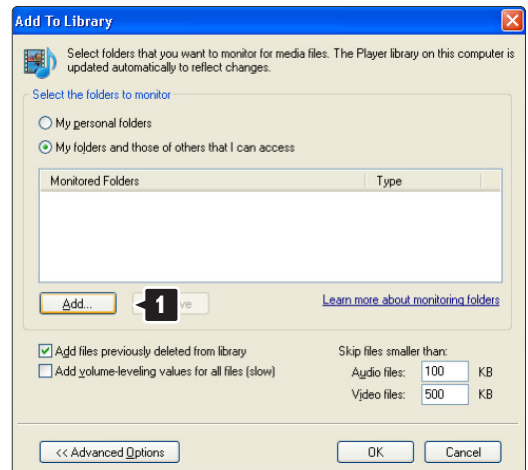 Add To Library
Select folders that you want to monitor for media files. The Player library on this computer is
updated automatically to reflect changes.
Select the folders to monitor
My personal folders
My folders and those of others that I can access
Monitored Folders Type
Add... 1 ve Learn more about monitoring folders
Add files previously deleted from library
Add volume-leveling values for all files (slow)
Skip files smaller than:
Audio files: 100 KB
Video files: 500 KB
<< Advanced Options OK Cancel